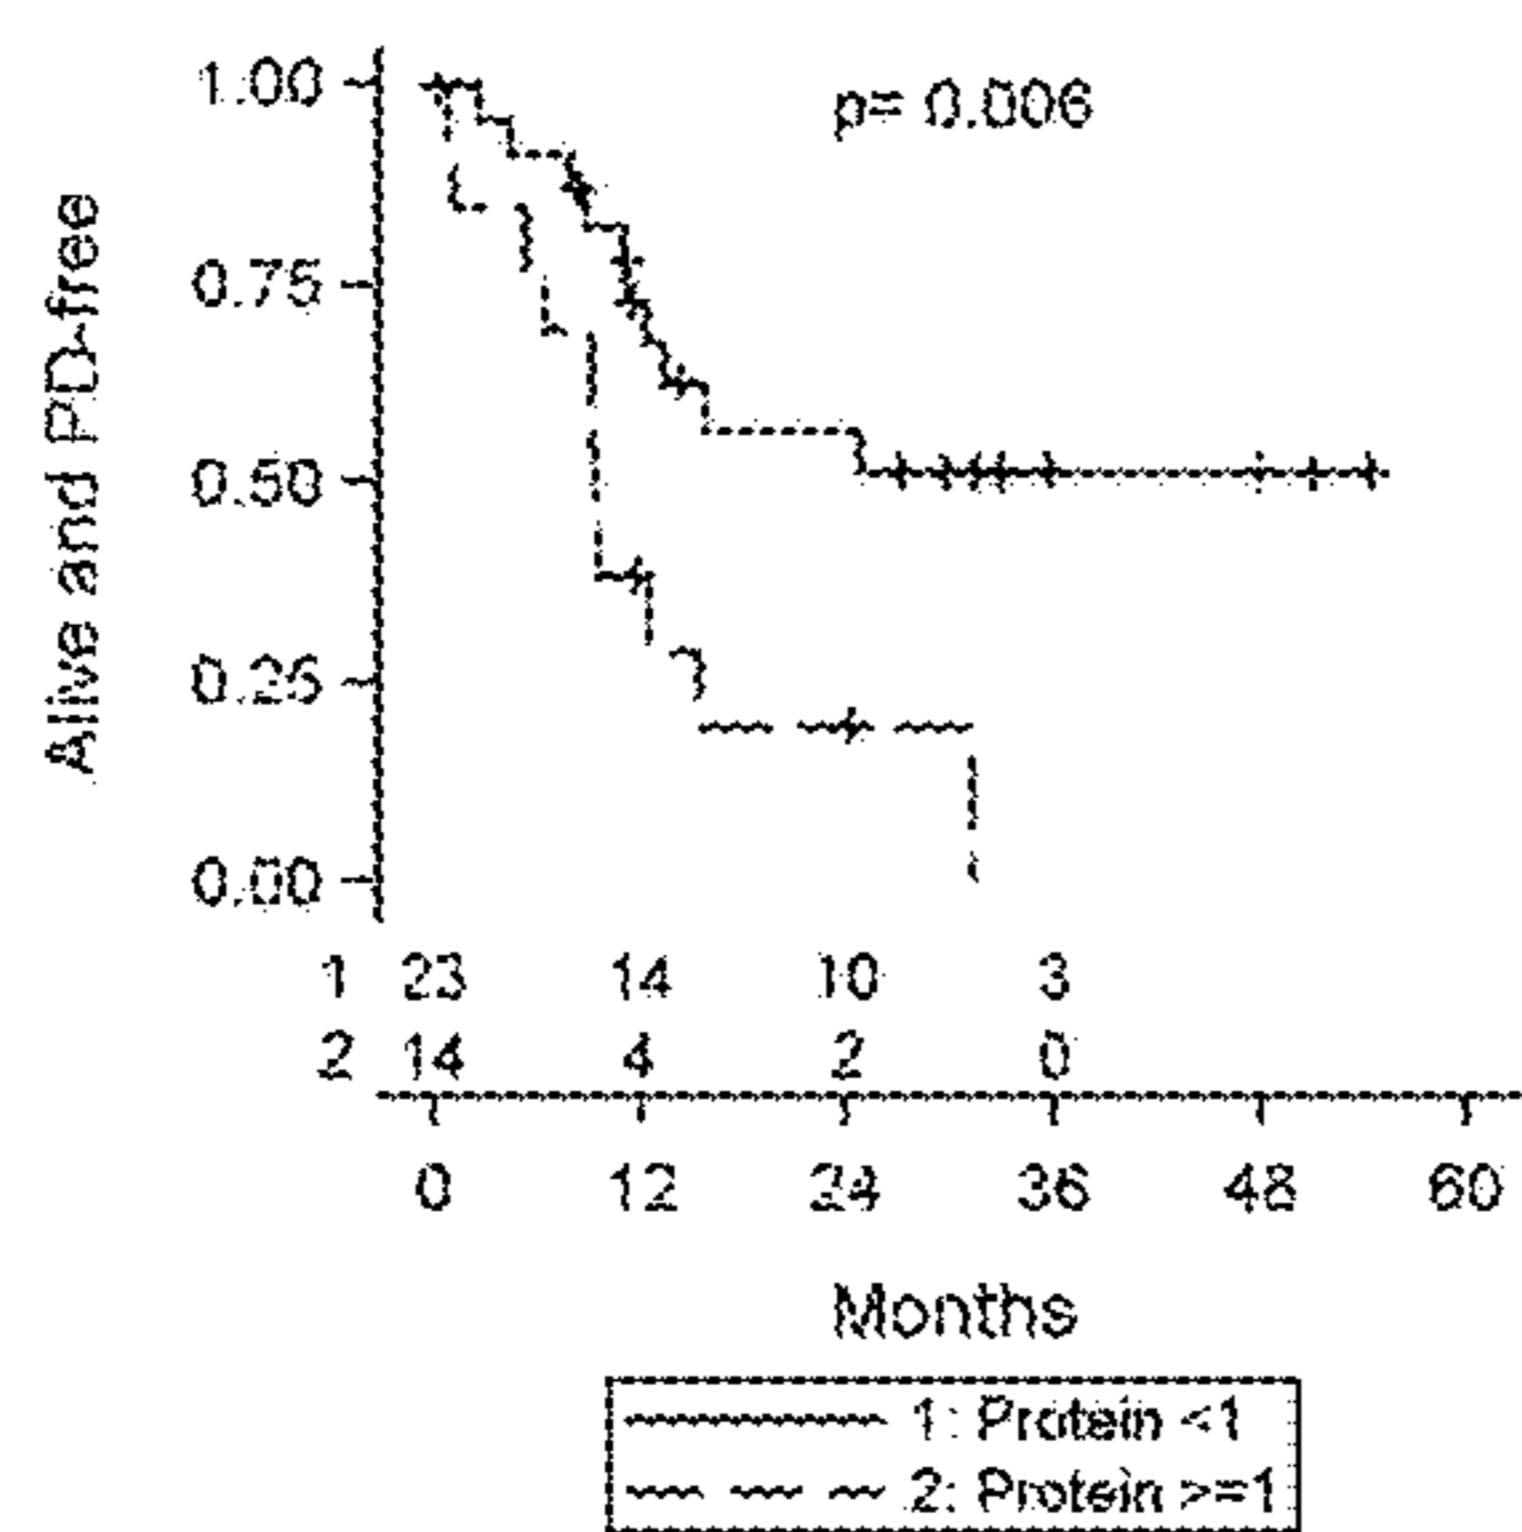 p= 0.006
Alive and PD-free
1.00
0.75
0.50
0.25
0.00
1 23 14 10 3
2 14 4 2 0
0 12 24 36 48 60
Months
1: Protein <1
2: Protein >=1